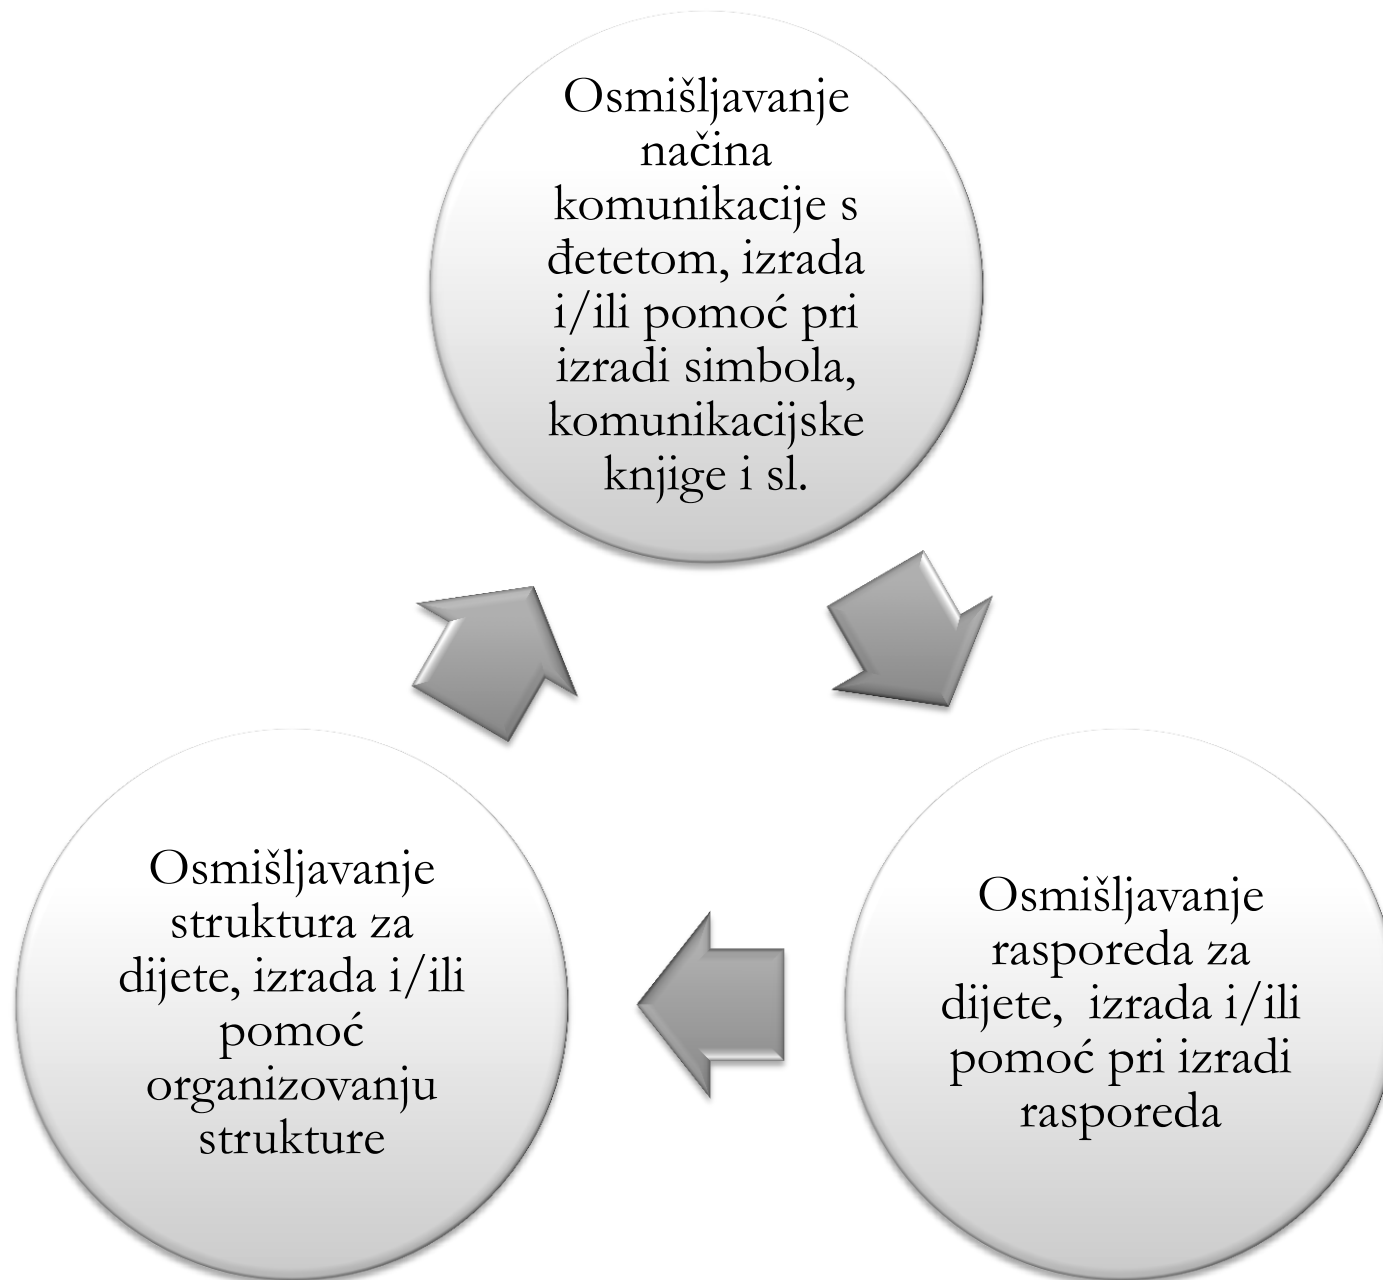 Osmišljavanje
načina
komunikacije s
đetetom, izrada
i/ili pomoć pri
izradi simbola,
komunikacijske
knjige i sl.
Osmišljavanje
rasporeda za
dijete,  izrada i/ili
pomoć pri izradi
rasporeda
Osmišljavanje
struktura za
dijete, izrada i/ili
pomoć
organizovanju
strukture